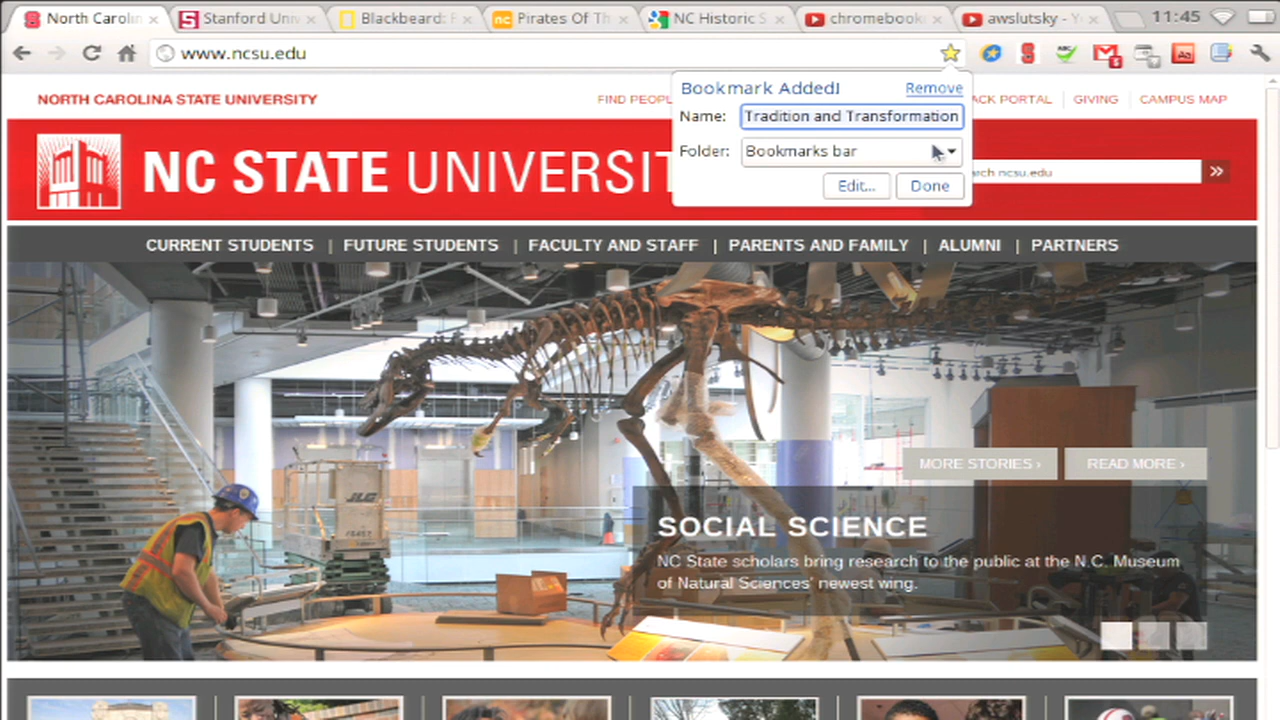 North Carolin
Stanford Univ
Blackbeard:
Pirates Of Th
NC Historic S
chromebook
awslutsky - Y
11:45
www.ncsu.edu
Bookmark Added!
Remove
Name: Tradition and Transformation
Folder: Bookmarks bar
Edit...
Done
NORTH CAROLINA STATE UNIVERSITY
FIND PEOPL
ACK PORTAL
GIVING
CAMPUS MAP
NC STATE UNIVERSIT
arch ncsu.edu
»
CURRENT STUDENTS | FUTURE STUDENTS | FACULTY AND STAFF | PARENTS AND FAMILY | ALUMNI | PARTNERS
JLG
MORE STORIES ›
READ MORE ›
SOCIAL SCIENCE
NC State scholars bring research to the public at the N.C. Museum
of Natural Sciences' newest wing.